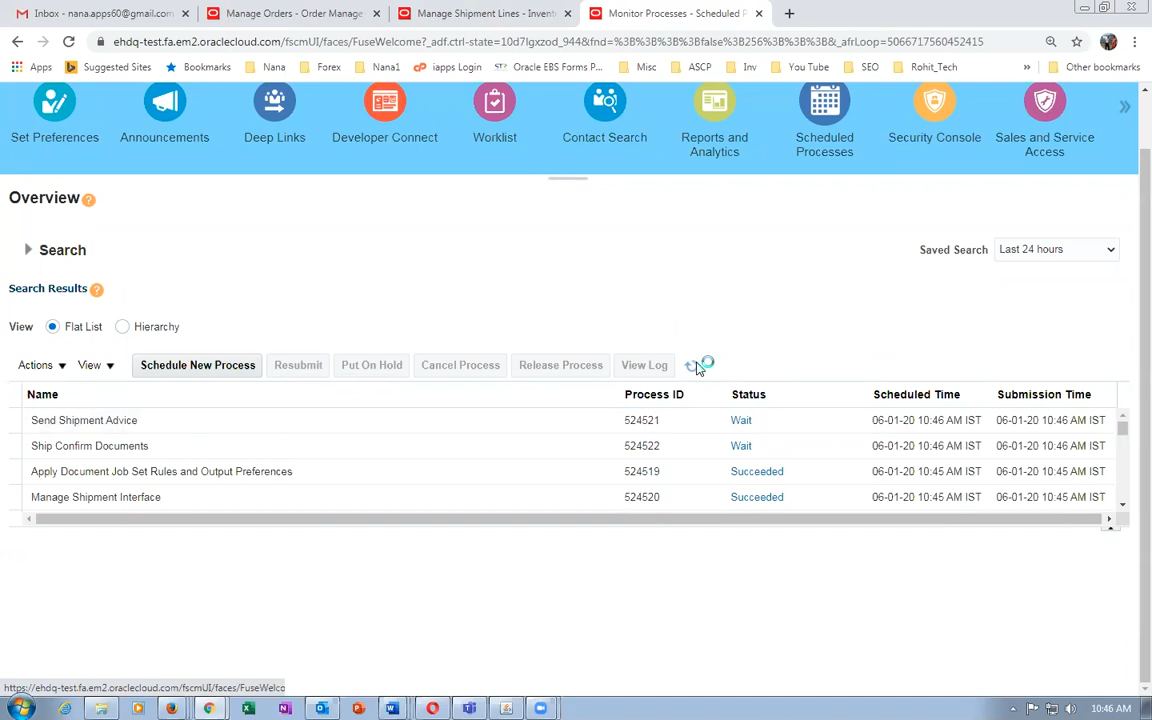 Inbox - nana.apps60@gmail.com
Manage Orders - Order Manage
Manage Shipment Lines - Invent
Monitor Processes - Scheduled P
ehdq-test.fa.em2.oraclecloud.com/fscmUI/faces/FuseWelcome?_adf.ctrl-state=10d7lgxzod_944&fnd=%3B%3B%3B%3Bfalse%3B256%3B%3B%3B&_afrLoop=5066717560452415
Apps Suggested Sites Bookmarks Nana Forex Nana1 iapps Login Oracle EBS Forms P... Misc ASCP Inv You Tube SEO Rohit_Tech » Other bookmarks
Set Preferences
Announcements
Deep Links
Developer Connect
Worklist
Contact Search
Reports and
Analytics
Scheduled
Processes
Security Console
Sales and Service
Access
Overview
Search
Saved Search Last 24 hours
Search Results
View Flat List Hierarchy
Actions View Schedule New Process Resubmit Put On Hold Cancel Process Release Process View Log
Name Process ID Status Scheduled Time Submission Time
Send Shipment Advice 524521 Wait 06-01-20 10:46 AM IST 06-01-20 10:46 AM IST
Ship Confirm Documents 524522 Wait 06-01-20 10:46 AM IST 06-01-20 10:46 AM IST
Apply Document Job Set Rules and Output Preferences 524519 Succeeded 06-01-20 10:45 AM IST 06-01-20 10:45 AM IST
Manage Shipment Interface 524520 Succeeded 06-01-20 10:45 AM IST 06-01-20 10:45 AM IST
https://ehdq-test.fa.em2.oraclecloud.com/fscmUI/faces/FuseWelco
10:46 AM